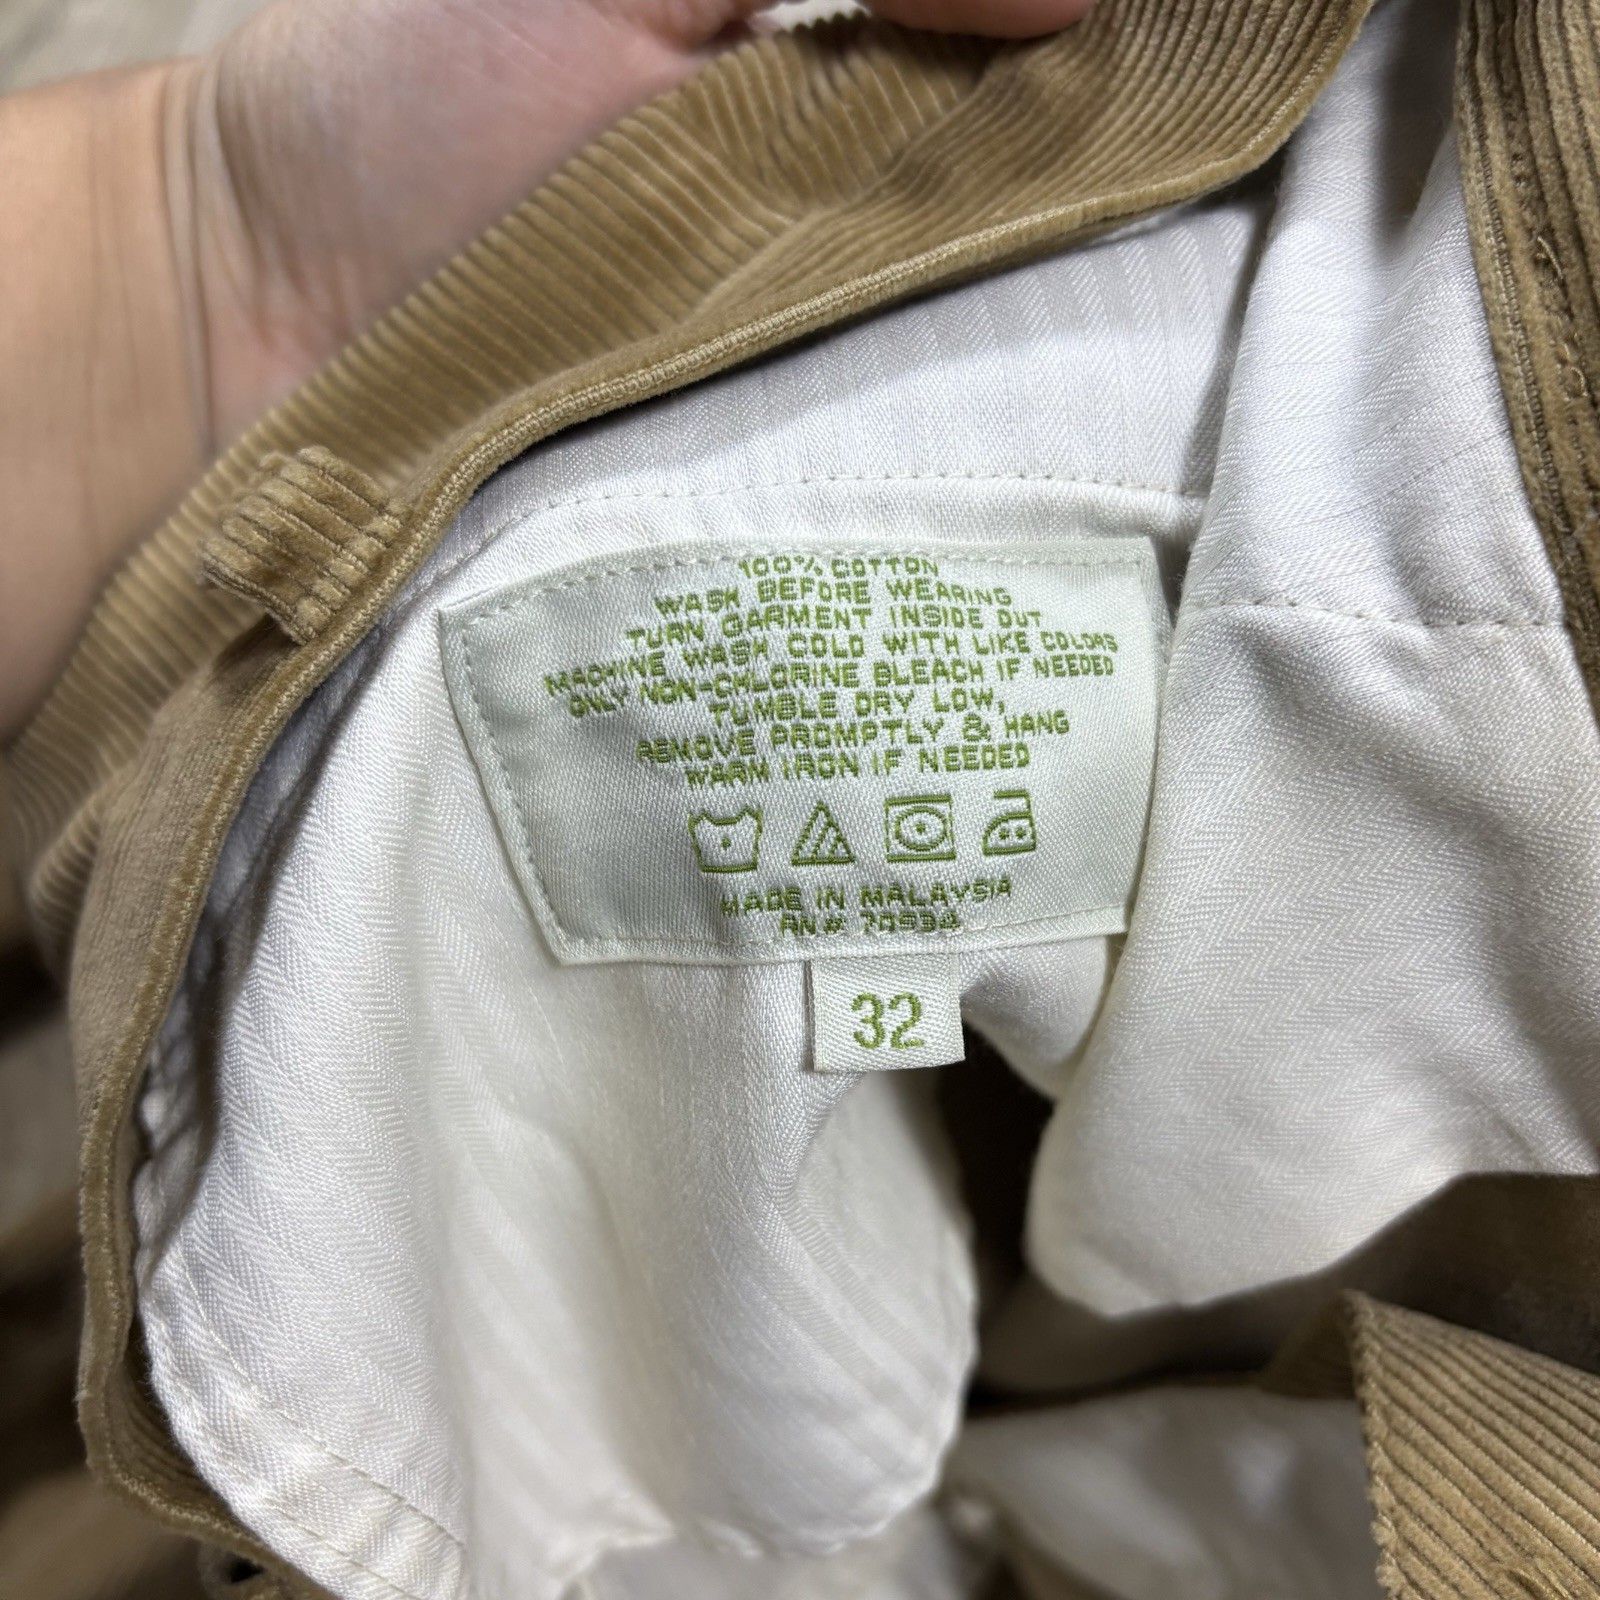 100% COTTON
WASH BEFORE WEARING
TURN GARMENT INSIDE OUT
MACHINE WASH COLD WITH LIKE COLORS
ONLY NON-CHLORINE BLEACH IF NEEDED
TUMBLE DRY LOW,
REMOVE PROMPTLY & HANG
WARM IRON IF NEEDED
MADE IN MALAYSIA
RN# 70534
32